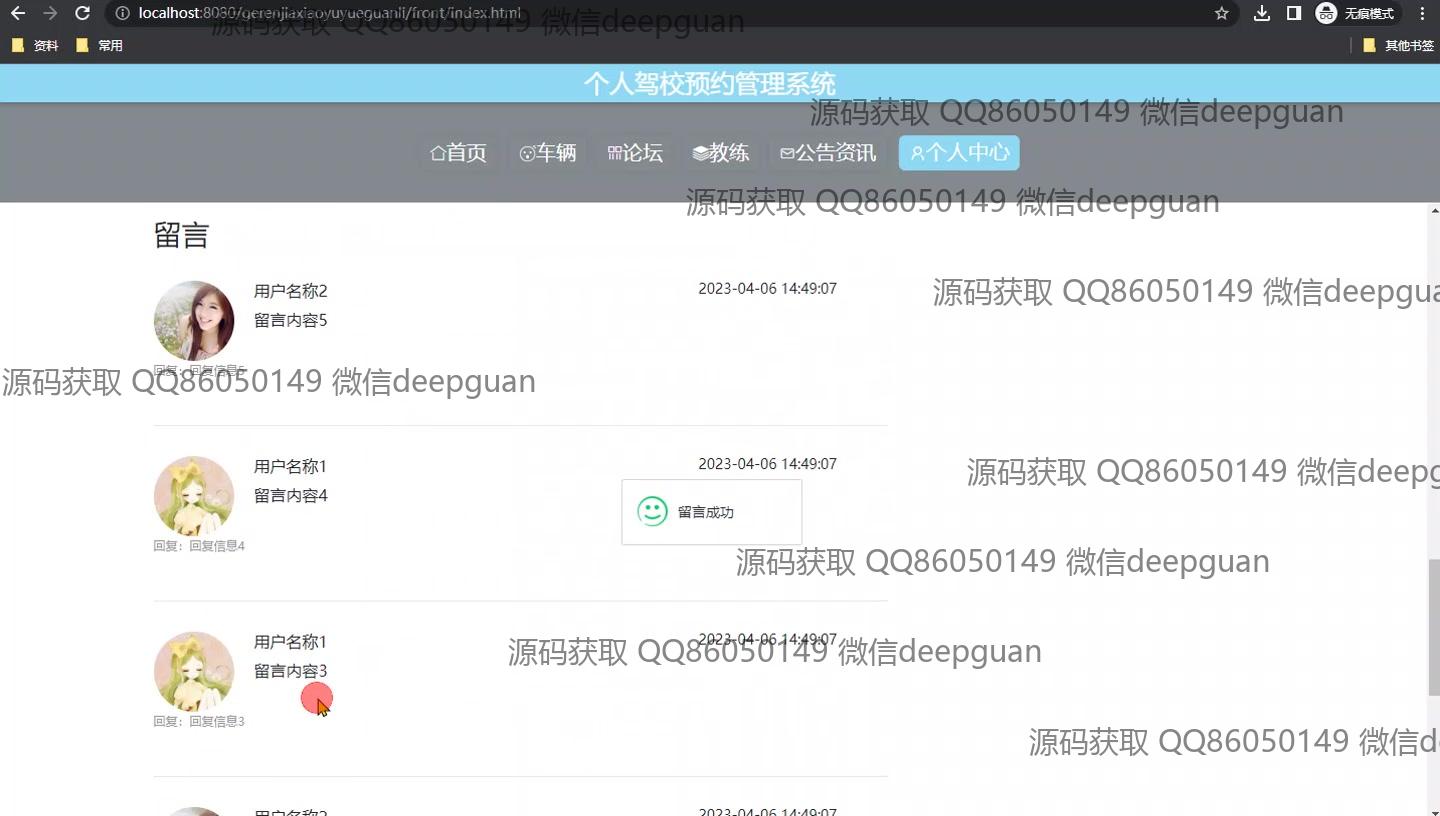 localhost:8080/gerenjiaxiaoyuyueguanli/front/index.html
无痕模式
源码获取 QQ86050149 微信deepguan
资料
常用
其他书签
个人驾校预约管理系统
源码获取 QQ86050149 微信deepguan
首页
车辆
论坛
教练
公告资讯
个人中心
源码获取 QQ86050149 微信deepguan
留言
用户名称2
2023-04-06 14:49:07
源码获取 QQ86050149 微信deepgua
留言内容5
回复：回复信息5
源码获取 QQ86050149 微信deepguan
用户名称1
2023-04-06 14:49:07
源码获取 QQ86050149 微信deepg
留言内容4
留言成功
回复：回复信息4
源码获取 QQ86050149 微信deepguan
用户名称1
2023-04-06 14:49:07
源码获取 QQ86050149 微信deepguan
留言内容3
回复：回复信息3
源码获取 QQ86050149 微信d
用户名称2
2023-04-06 14:49:07